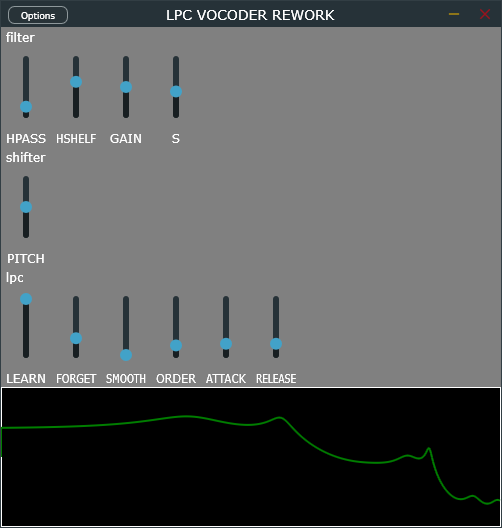 Options LPC VOCODER REWORK
filter
HPASS HSHELF GAIN S
shifter
PITCH
lpc
LEARN FORGET SMOOTH ORDER ATTACK RELEASE